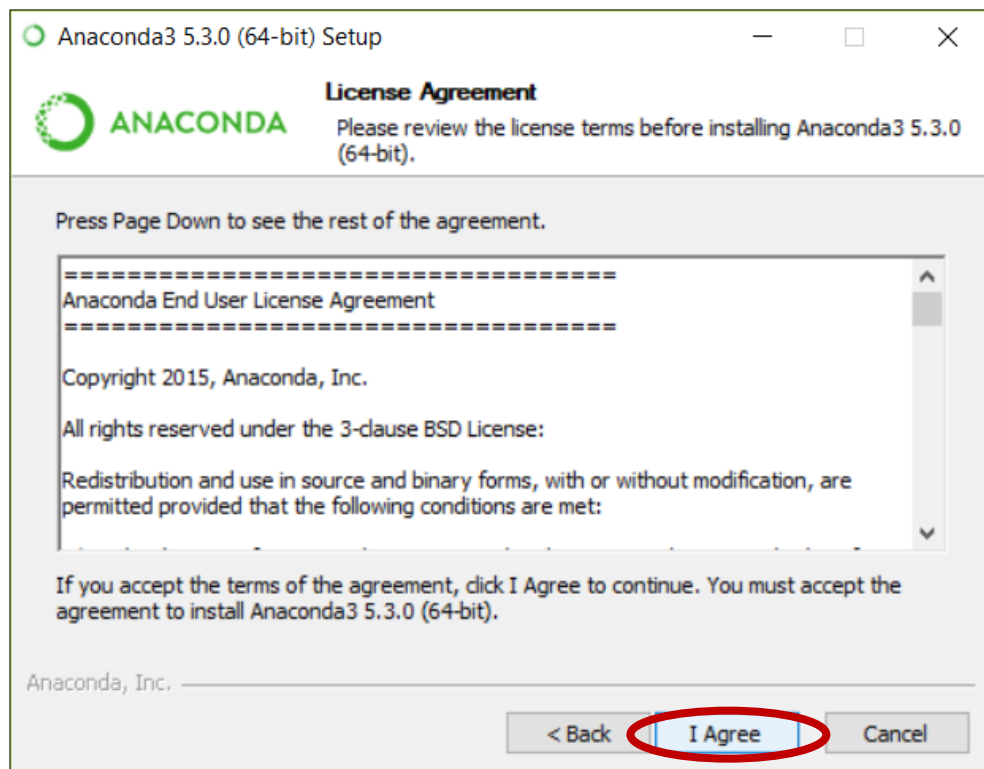 Anaconda3 5.3.0 (64-bit) Setup
ANACONDA
License Agreement
Please review the license terms before installing Anaconda3 5.3.0
(64-bit).
Press Page Down to see the rest of the agreement.
===================================
Anaconda End User License Agreement
===================================
Copyright 2015, Anaconda, Inc.
All rights reserved under the 3-clause BSD License:
Redistribution and use in source and binary forms, with or without modification, are
permitted provided that the following conditions are met:
If you accept the terms of the agreement, click I Agree to continue. You must accept the
agreement to install Anaconda3 5.3.0 (64-bit).
Anaconda, Inc.
< Back
I Agree
Cancel